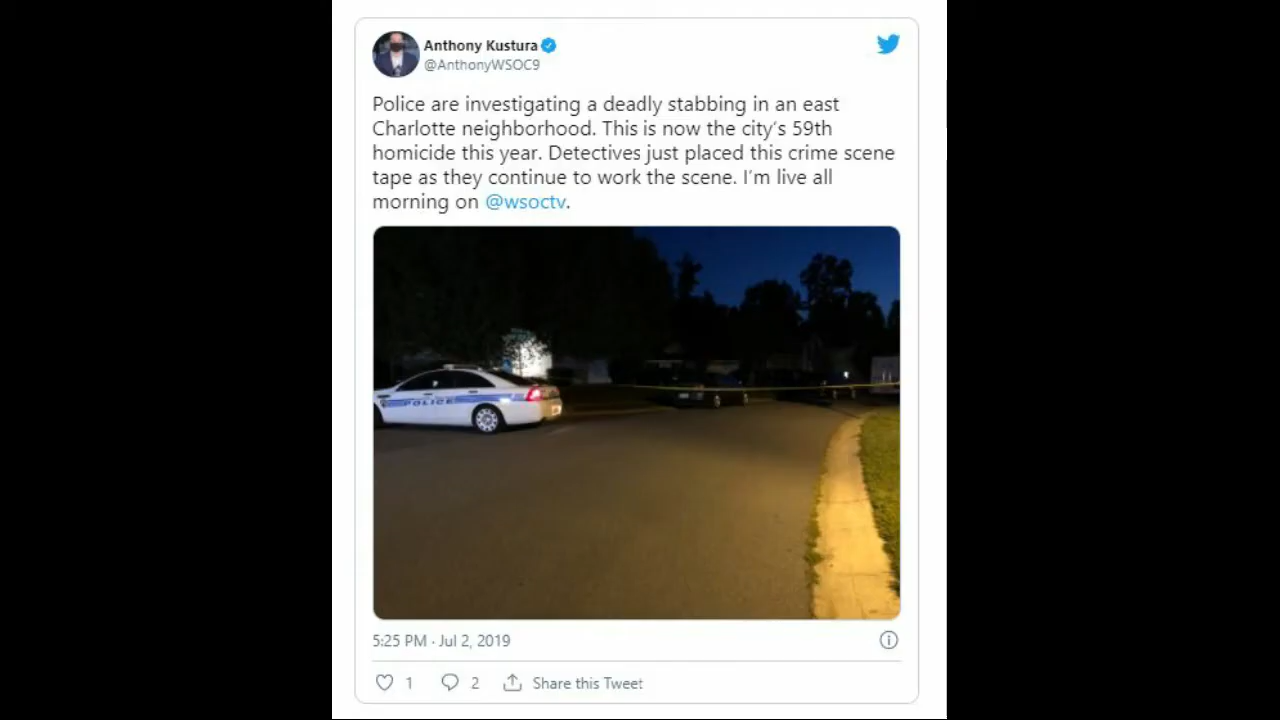 Anthony Kustura
@AnthonyWSOC9
Police are investigating a deadly stabbing in an east
Charlotte neighborhood. This is now the city's 59th
homicide this year. Detectives just placed this crime scene
tape as they continue to work the scene. I'm live all
morning on @wsoctv.
POLICE
5:25 PM · Jul 2, 2019
1
2
Share this Tweet